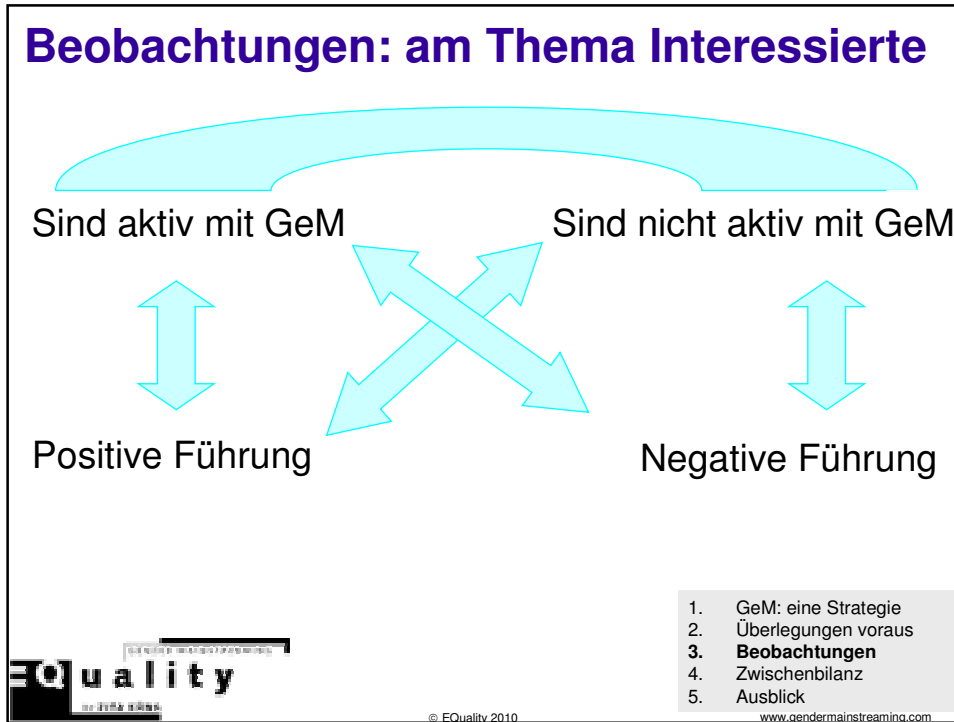 Beobachtungen: am Thema Interessierte
Sind aktiv mit GeM
Sind nicht aktiv mit GeM
Positive Führung
Negative Führung
1. GeM: eine Strategie
2. Überlegungen voraus
3. Beobachtungen
4. Zwischenbilanz
5. Ausblick
EQuality
© EQuality 2010
www.gendermainstreaming.com